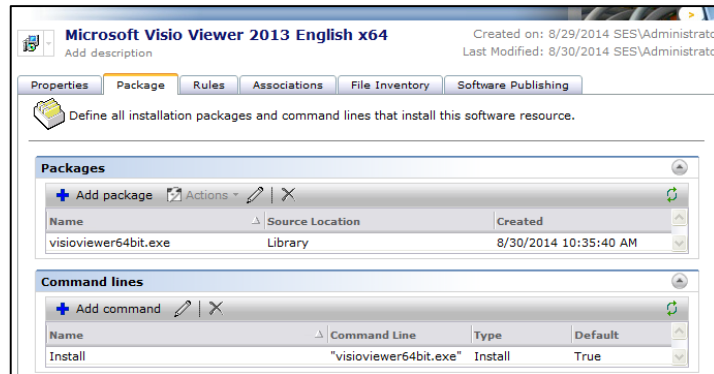 Microsoft Visio Viewer 2013 English x64
Created on: 8/29/2014 SES\Administrato
Add description
Last Modified: 8/30/2014 SES\Administrato
Properties Package Rules Associations File Inventory Software Publishing
Define all installation packages and command lines that install this software resource.
Packages
Add package Actions
Name Source Location Created
visioviewer64bit.exe Library 8/30/2014 10:35:40 AM
Command lines
Add command
Name Command Line Type Default
Install "visioviewer64bit.exe" Install True